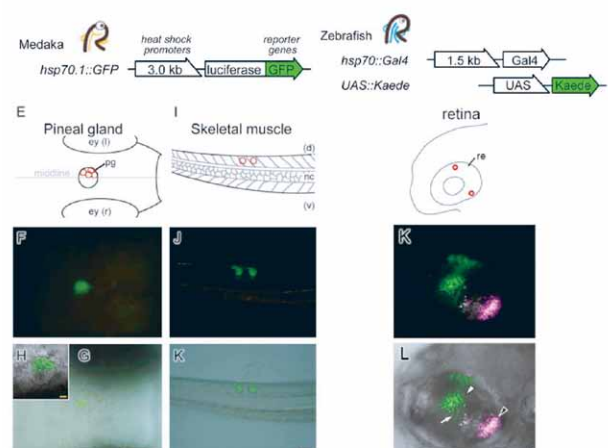 Medaka
heat shock promoters
reporter genes
hsp70.1::GFP
3.0 kb
luciferase
GFP
Zebrafish
hsp70::Gal4
1.5 kb
Gal4
UAS::Kaede
UAS
Kaede
E
Pineal gland
ey (l)
pg
midline
ey (r)
I
Skeletal muscle
(d)
nc
(v)
retina
re
F
J
K
H
G
K
L